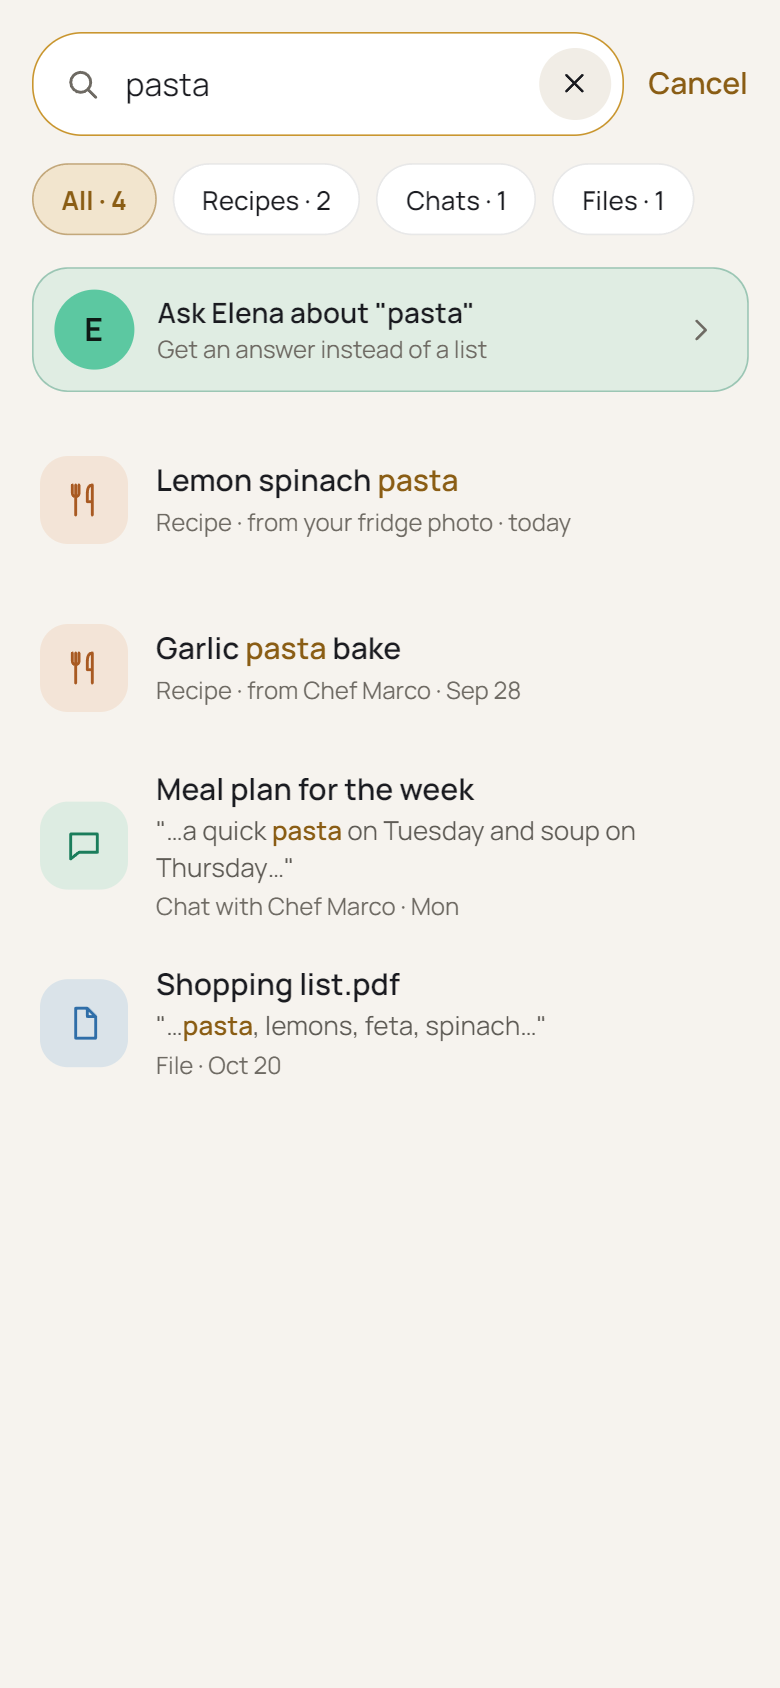 pasta
Cancel
All · 4
Recipes · 2
Chats · 1
Files · 1
E
Ask Elena about "pasta"
Get an answer instead of a list
Lemon spinach pasta
Recipe · from your fridge photo · today
Garlic pasta bake
Recipe · from Chef Marco · Sep 28
Meal plan for the week
"…a quick pasta on Tuesday and soup on
Thursday…"
Chat with Chef Marco · Mon
Shopping list.pdf
"…pasta, lemons, feta, spinach…"
File · Oct 20